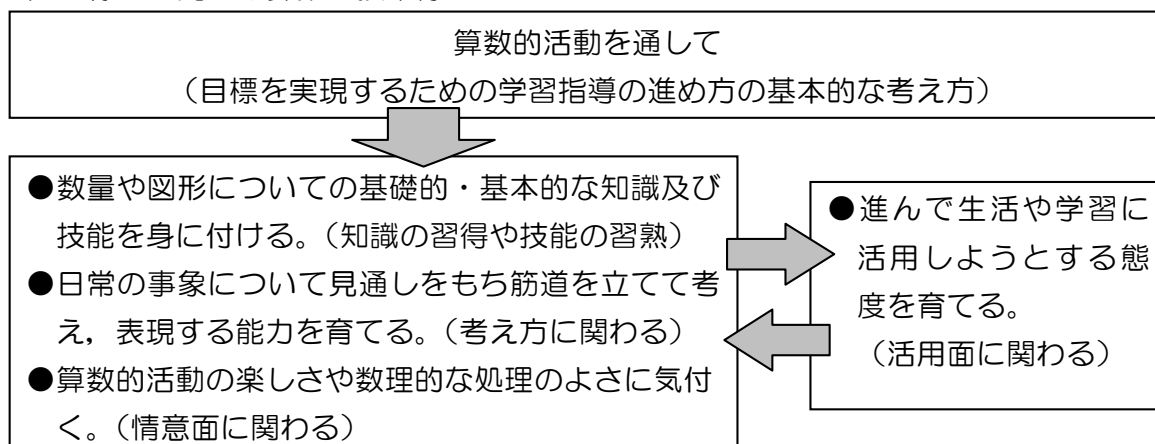 算数的活動を通して
（目標を実現するための学習指導の進め方の基本的な考え方）
●数量や図形についての基礎的・基本的な知識及び
技能を身に付ける。（知識の習得や技能の習熟）
●日常の事象について見通しをもち筋道を立てて考
え，表現する能力を育てる。（考え方に関わる）
●算数的活動の楽しさや数理的な処理のよさに気付
く。（情意面に関わる）
●進んで生活や学習に
活用しようとする態
度を育てる。
（活用面に関わる）